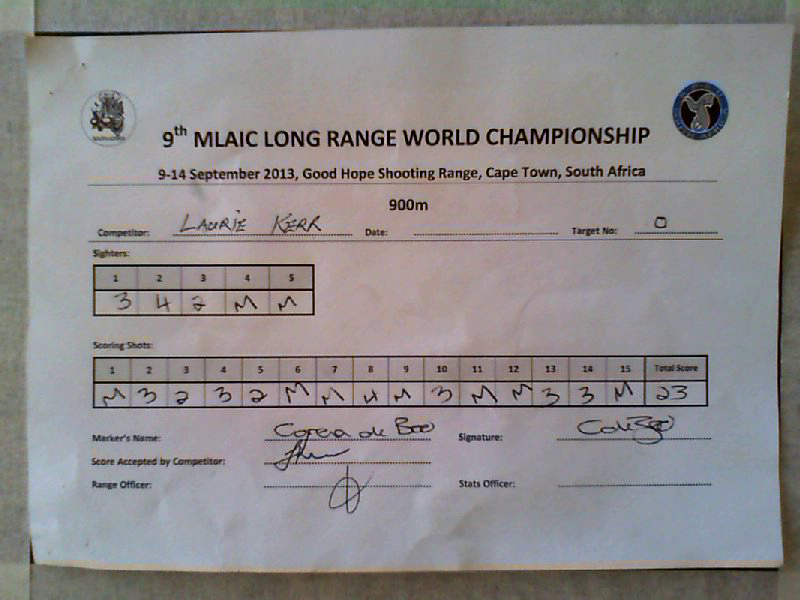 9th MLAIC LONG RANGE WORLD CHAMPIONSHIP
9-14 September 2013, Good Hope Shooting Range, Cape Town, South Africa
900m
Competitor: LAURIE KERR Date: Target No: 0
Sighters:
1 2 3 4 5
3 4 2 M M
Scoring Shots:
1 2 3 4 5 6 7 8 9 10 11 12 13 14 15 Total Score
M 3 2 3 2 M M 4 M 3 M M 3 3 M 23
Marker's Name: de Signature:
Score Accepted by Competitor:
Range Officer: Stats Officer: